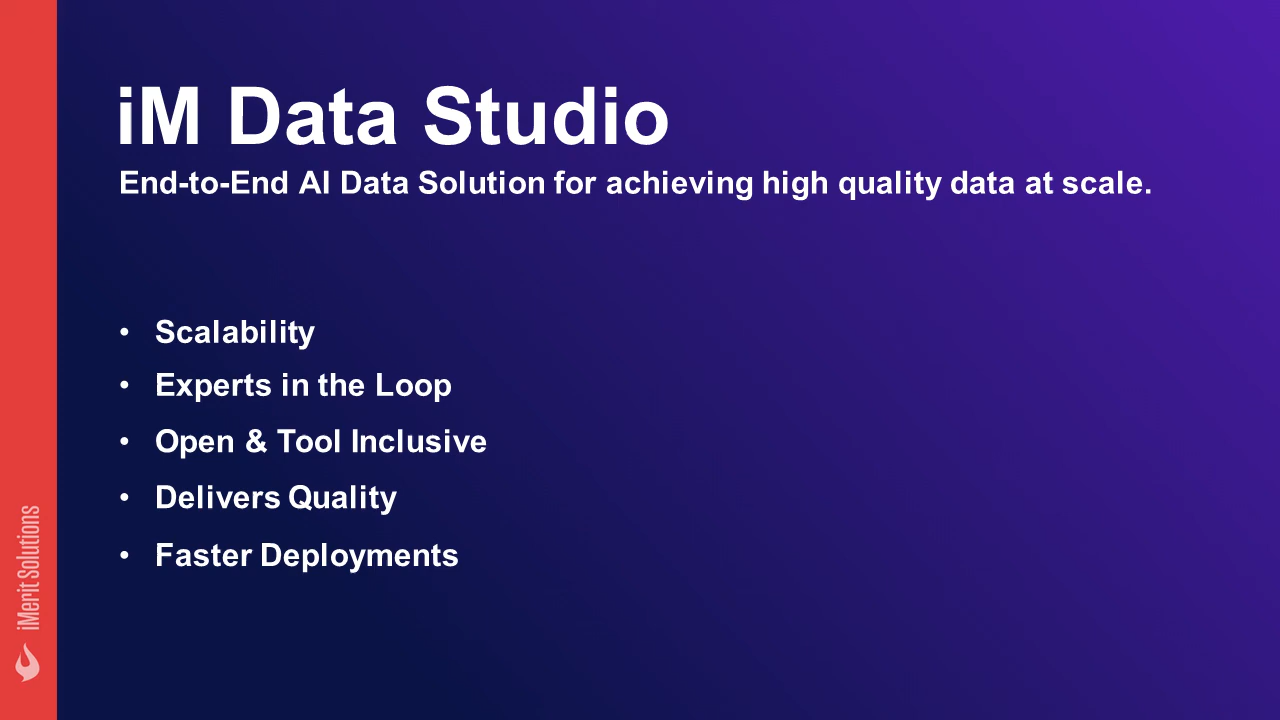 iM Data Studio
End-to-End AI Data Solution for achieving high quality data at scale.
• Scalability
• Experts in the Loop
• Open & Tool Inclusive
• Delivers Quality
• Faster Deployments
iMerit Solutions